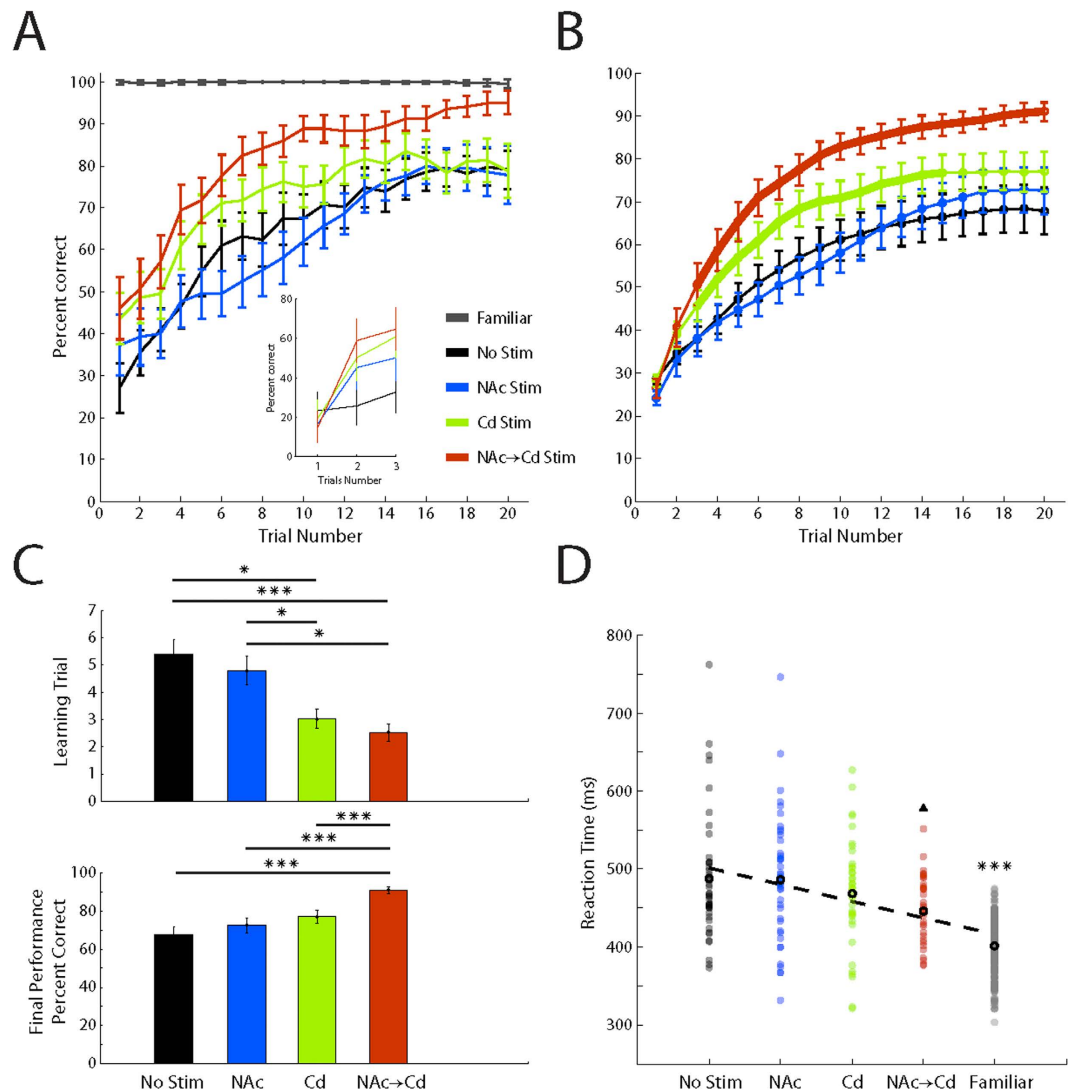 A
100
90
80
70
60
50
40
30
20
10
0
Percent correct
0 2 4 6 8 10 12 14 16 18 20
Trial Number
80
60
40
20
0
Percent correct
1 2 3
Trials Number
Familiar
No Stim
NAc Stim
Cd Stim
NAc→Cd Stim
B
100
90
80
70
60
50
40
30
20
10
0
0 2 4 6 8 10 12 14 16 18 20
Trial Number
C
*
***
*
*
7
6
5
4
3
2
1
0
Learning Trial
***
***
***
100
80
60
40
20
0
Final Performance
Percent Correct
No Stim NAc Cd NAc→Cd
D
800
700
600
500
400
300
Reaction Time (ms)
▲
***
No Stim NAc Cd NAc→Cd Familiar